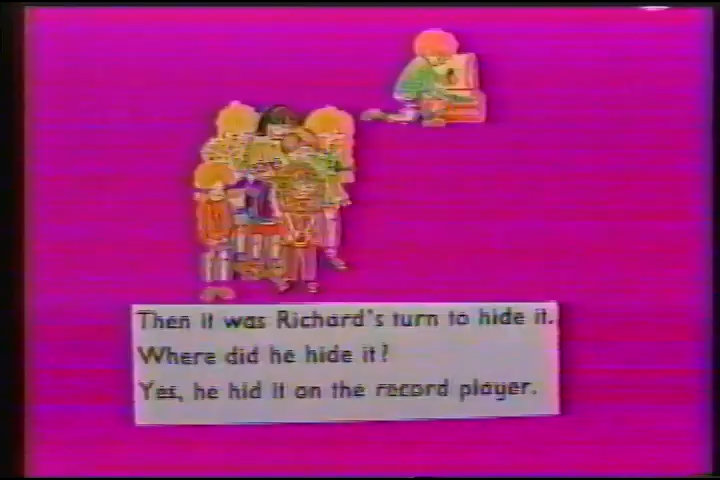 Then it was Richard's turn to hide it.
Where did he hide it?
Yes, he hid it on the record player.